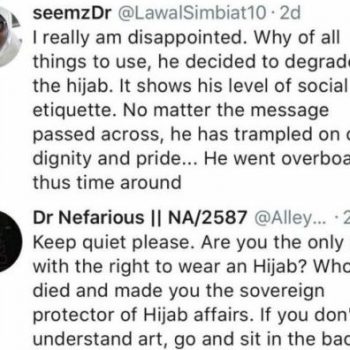 seemzDr @LawalSimbiat10 · 2d
I really am disappointed. Why of all
things to use, he decided to degrade
the hijab. It shows his level of social
etiquette. No matter the message
passed across, he has trampled on o
dignity and pride... He went overboa
thus time around
Dr Nefarious || NA/2587 @Alley... · 2
Keep quiet please. Are you the only
with the right to wear an Hijab? Who
died and made you the sovereign
protector of Hijab affairs. If you don'
understand art, go and sit in the bac